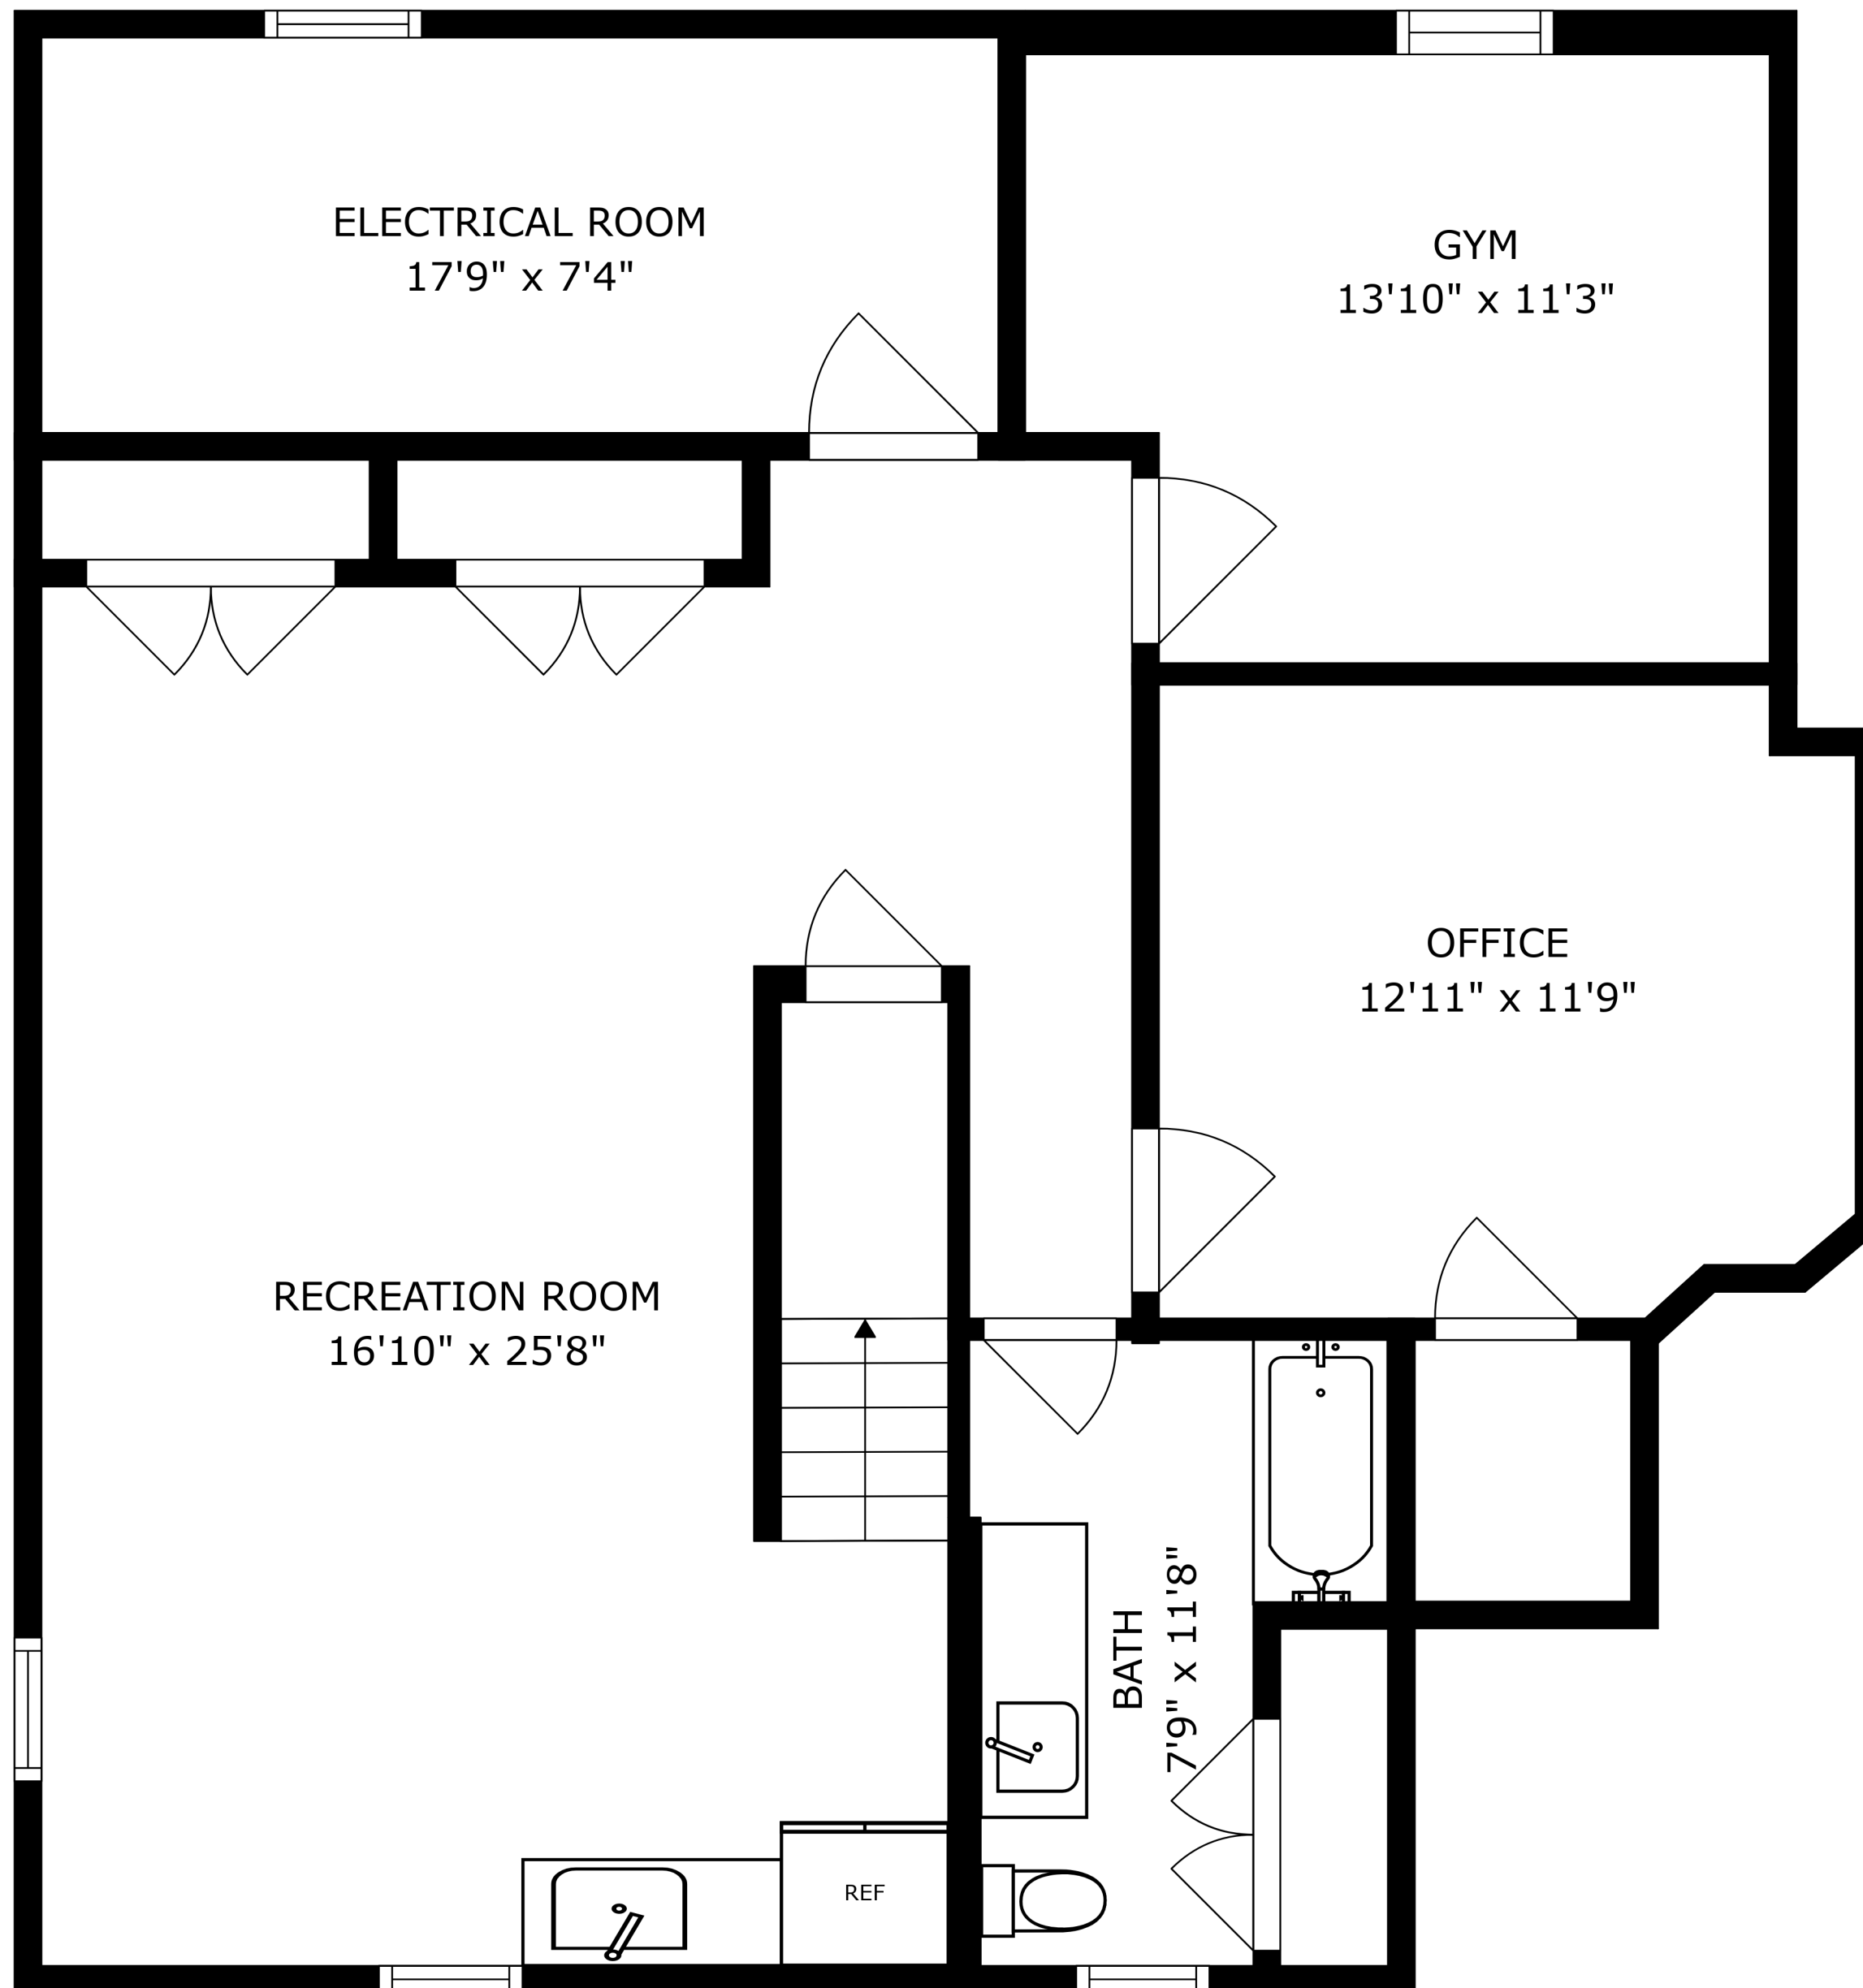 ELECTRICAL ROOM
17'9" x 7'4"
GYM
13'10" x 11'3"
OFFICE
12'11" x 11'9"
RECREATION ROOM
16'10" x 25'8"
BATH
7'9" x 11'8"
REF